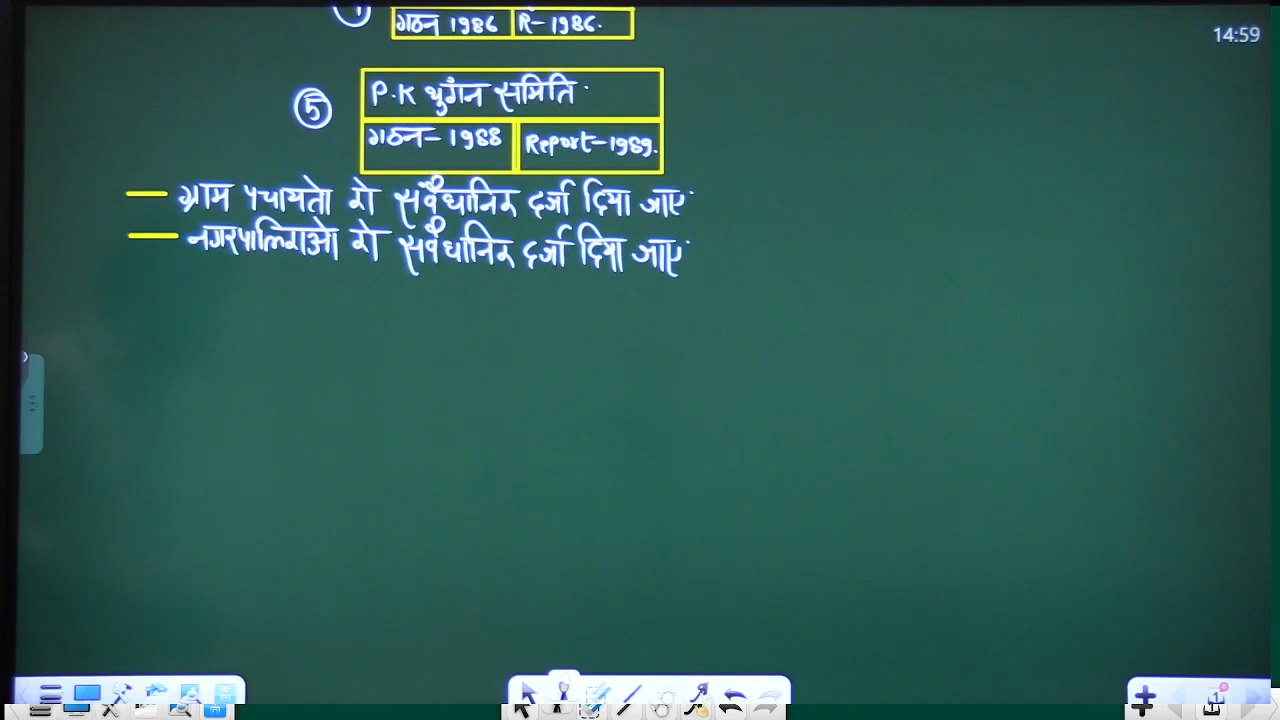 14:59
गठन 1986 R-1986.
5
P.K थुंगन समिति
गठन-1988 Report-1989.
ग्राम पंचायतो को संवैधानिक दर्जा दिया जाए
नगरपालिकाओ को संवैधानिक दर्जा दिया जाए